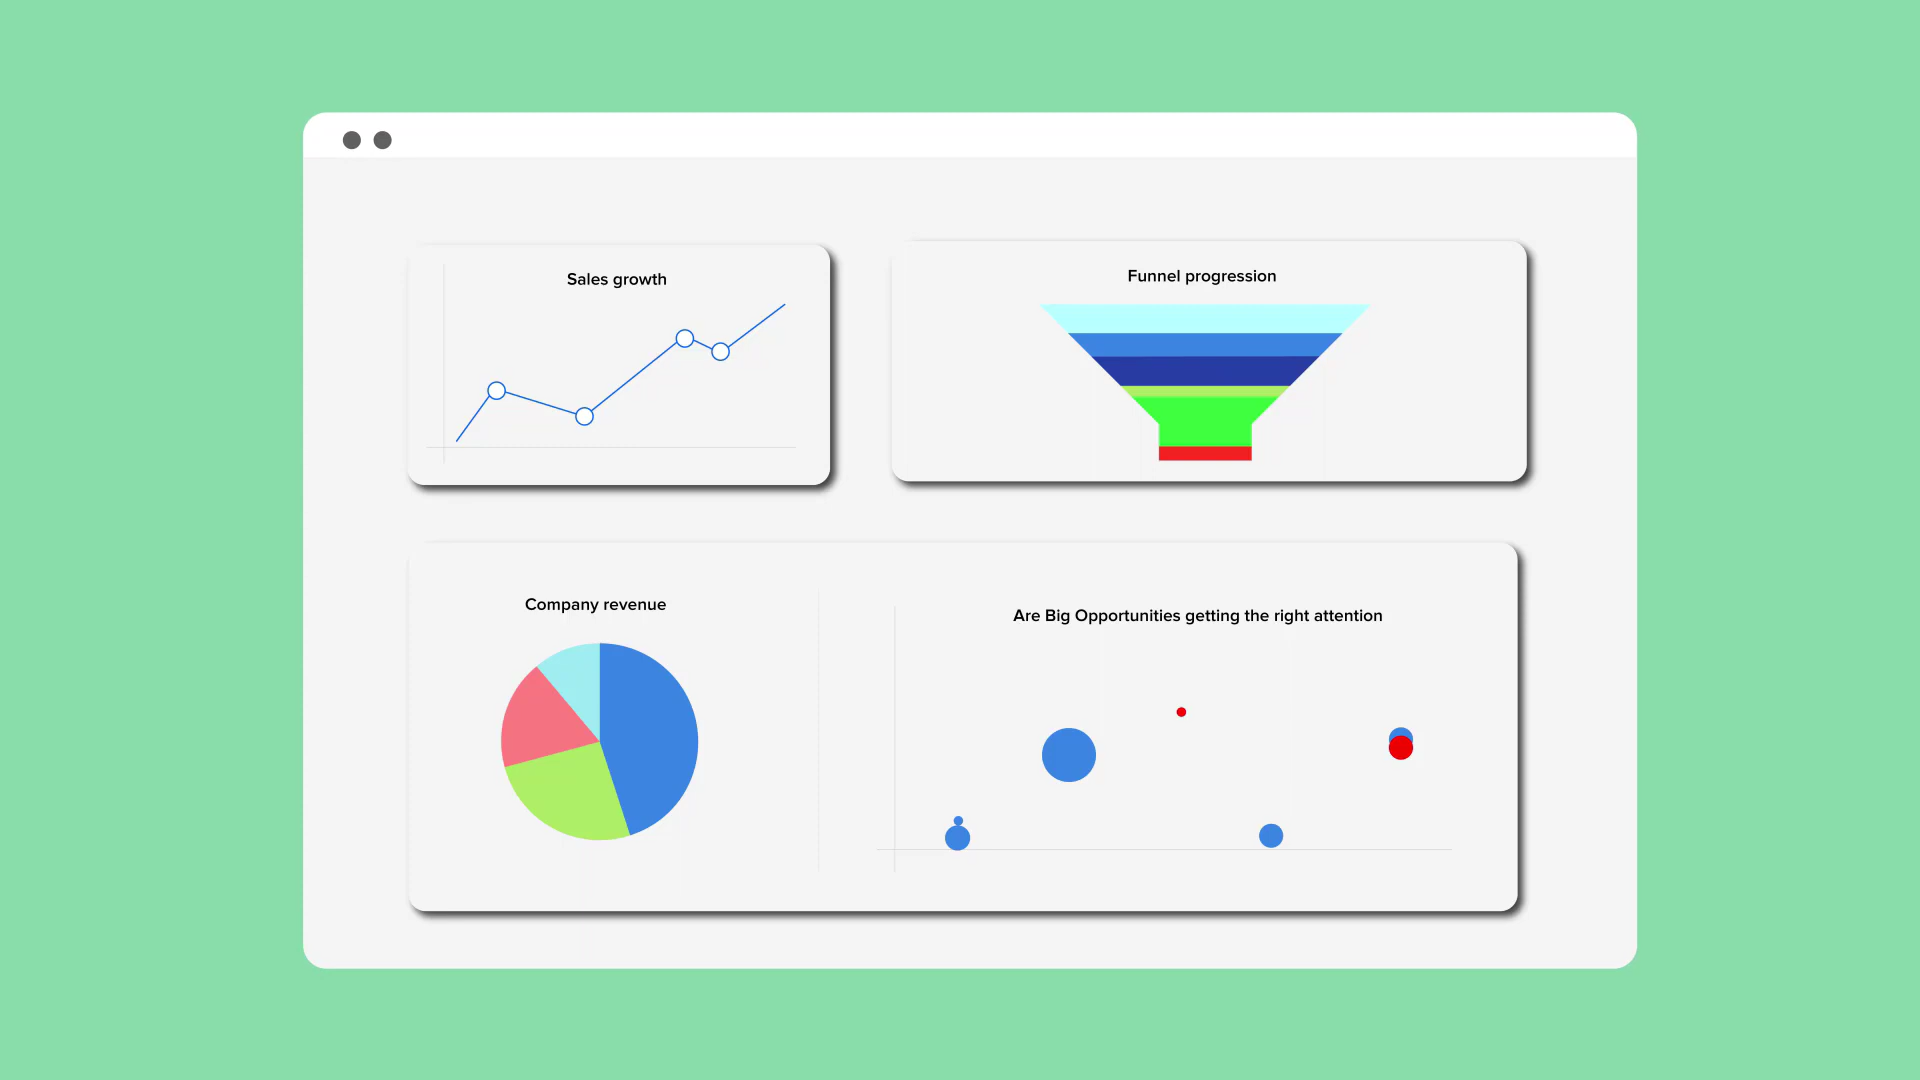 Sales growth
Funnel progression
Company revenue
Are Big Opportunities getting the right attention